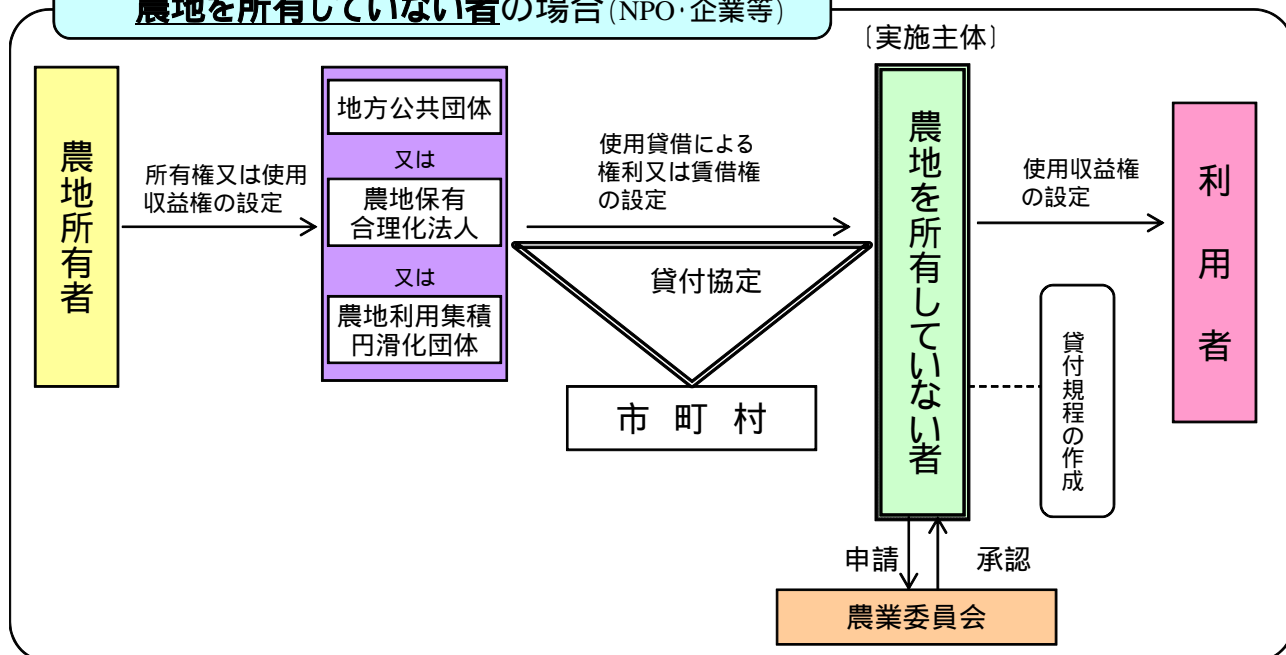 農地を所有していない者の場合(NPO·企業等)
〔実施主体〕
農地所有者
所有権又は使用
収益権の設定
地方公共団体
又は
農地保有
合理化法人
又は
農地利用集積
円滑化団体
使用貸借による
権利又は賃借権
の設定
貸付協定
市町村
農地を所有していない者
使用収益権
の設定
貸付規程の作成
利用者
申請
承認
農業委員会